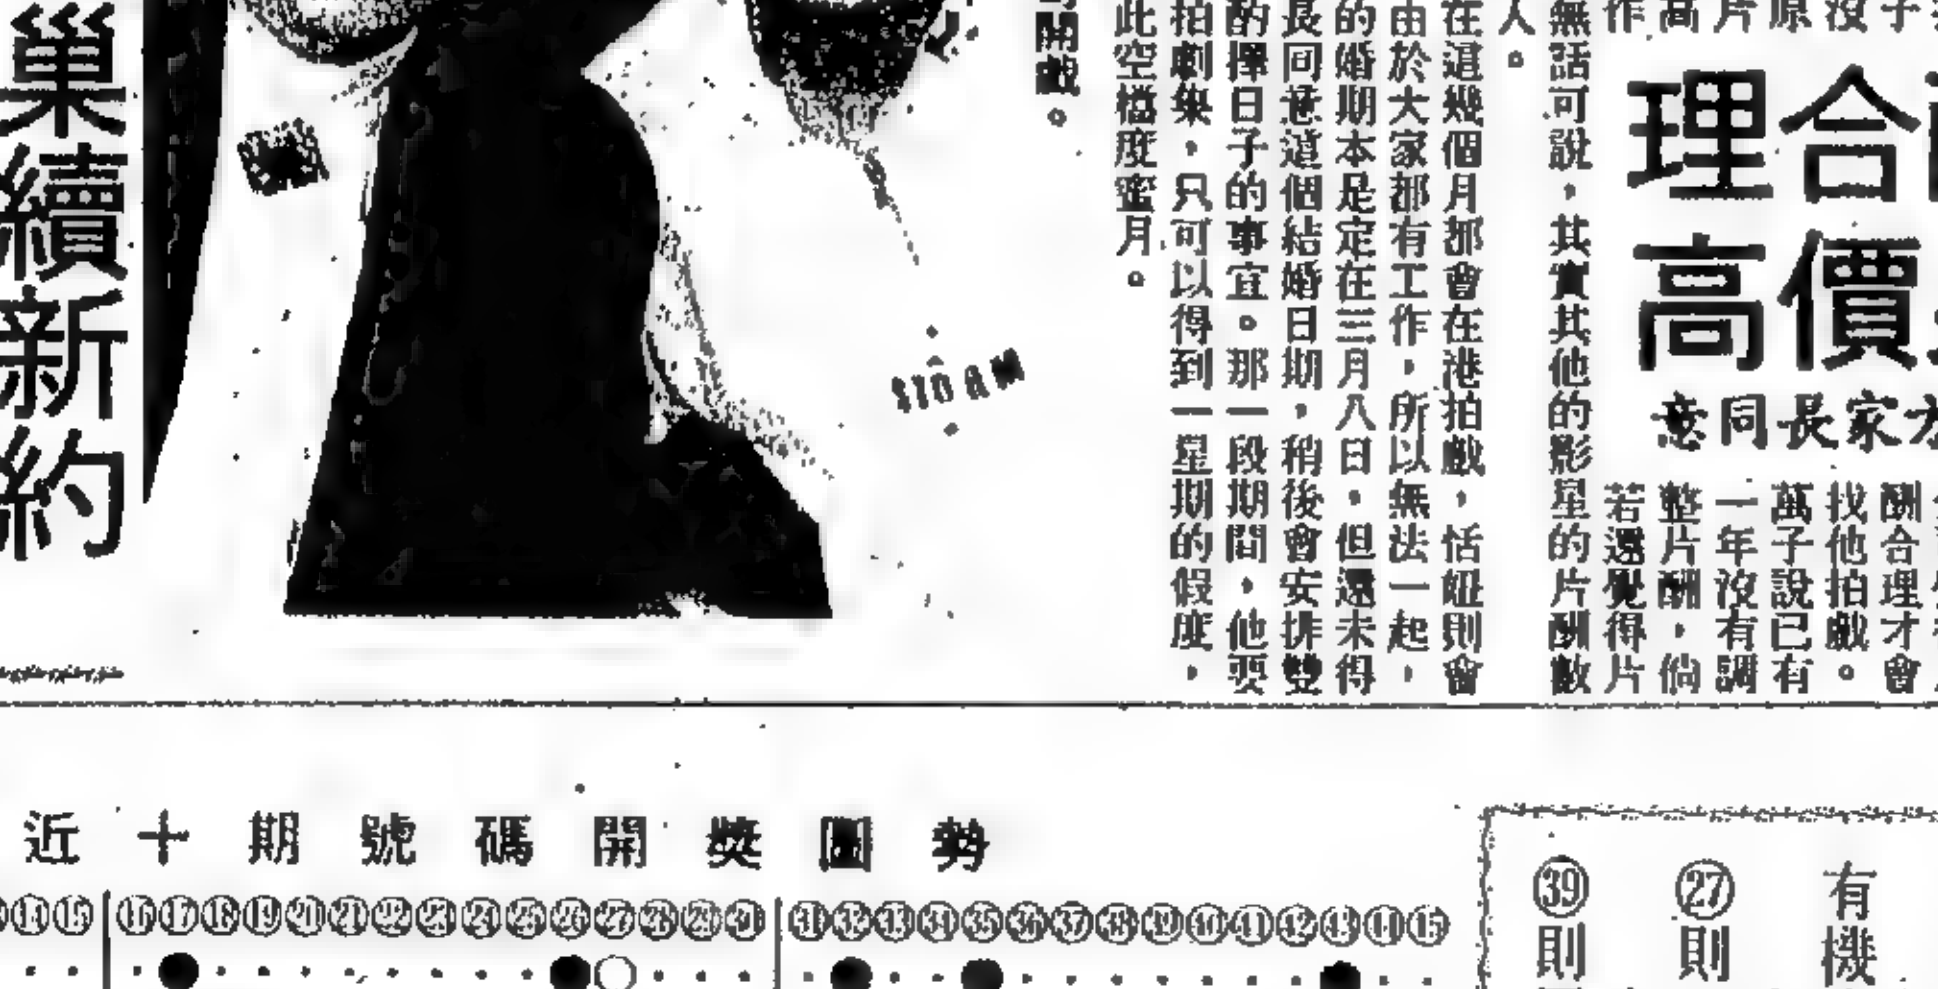 子
沒
原
片
高
作
合
理
價
高
家長同意
酬合理才會
找他拍戲。
萬子說已有
一年沒有調
整片酬，倘
若還覺得片
無話可說，其實其他的影星的片酬數
人。
在這幾個月都會在港拍戲，恬妞則會
由於大家都有工作，所以無法一起，
的婚期本是定在三月八日，但還未得
長同意這個結婚日期，稍後會安排雙
酌擇日子的事宜。那一段期間，他要
拍劇集，只可以得到一星期的假度，
此空檔度蜜月。
開戲。
巢續新約
近十期號碼開獎圖勢
⑭⑮⑯⑰⑱⑲⑳㉑㉒㉓㉔㉕㉖㉗㉘㉙㉚㉛㉜㉝㉞㉟㊱㊲㊳㊴㊵㊶㊷㊸㊹㊺
有機
㉗則
㊴則